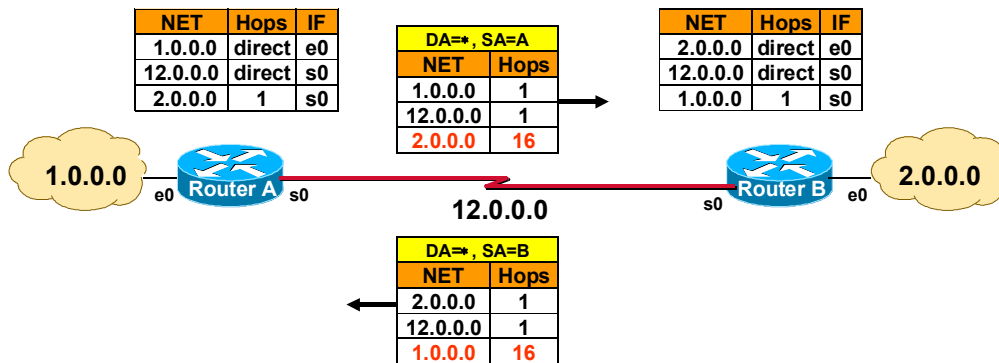 NET Hops IF
1.0.0.0 direct e0
12.0.0.0 direct s0
2.0.0.0 1 s0
DA=*, SA=A
NET Hops
1.0.0.0 1
12.0.0.0 1
2.0.0.0 16
NET Hops IF
2.0.0.0 direct e0
12.0.0.0 direct s0
1.0.0.0 1 s0
1.0.0.0
e0
Router A
s0
12.0.0.0
s0
Router B
e0
2.0.0.0
DA=*, SA=B
NET Hops
2.0.0.0 1
12.0.0.0 1
1.0.0.0 16